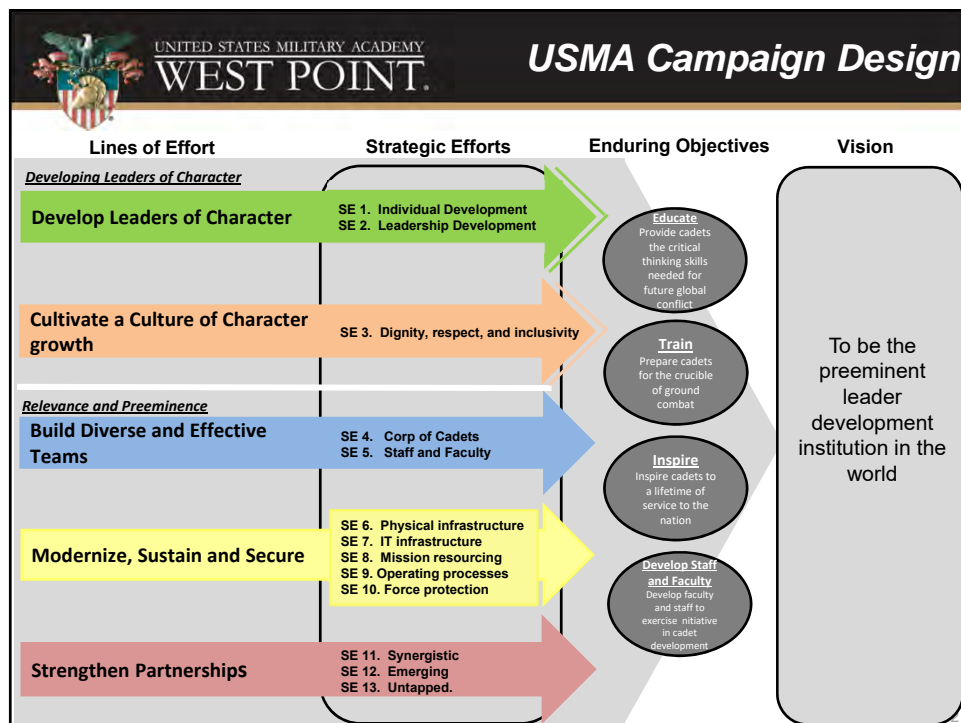 UNITED STATES MILITARY ACADEMY
WEST POINT.
USMA Campaign Design
Lines of Effort
Strategic Efforts
Enduring Objectives
Vision
Developing Leaders of Character
Develop Leaders of Character
SE 1. Individual Development
SE 2. Leadership Development
Cultivate a Culture of Character
growth
SE 3. Dignity, respect, and inclusivity
Relevance and Preeminence
Build Diverse and Effective
Teams
SE 4. Corp of Cadets
SE 5. Staff and Faculty
Modernize, Sustain and Secure
SE 6. Physical infrastructure
SE 7. IT infrastructure
SE 8. Mission resourcing
SE 9. Operating processes
SE 10. Force protection
Strengthen Partnerships
SE 11. Synergistic
SE 12. Emerging
SE 13. Untapped.
Educate
Provide cadets
the critical
thinking skills
needed for
future global
conflict
Train
Prepare cadets
for the crucible
of ground
combat
Inspire
Inspire cadets to
a lifetime of
service to the
nation
Develop Staff
and Faculty
Develop faculty
and staff to
exercise nitiative
in cadet
development
To be the
preeminent
leader
development
institution in the
world